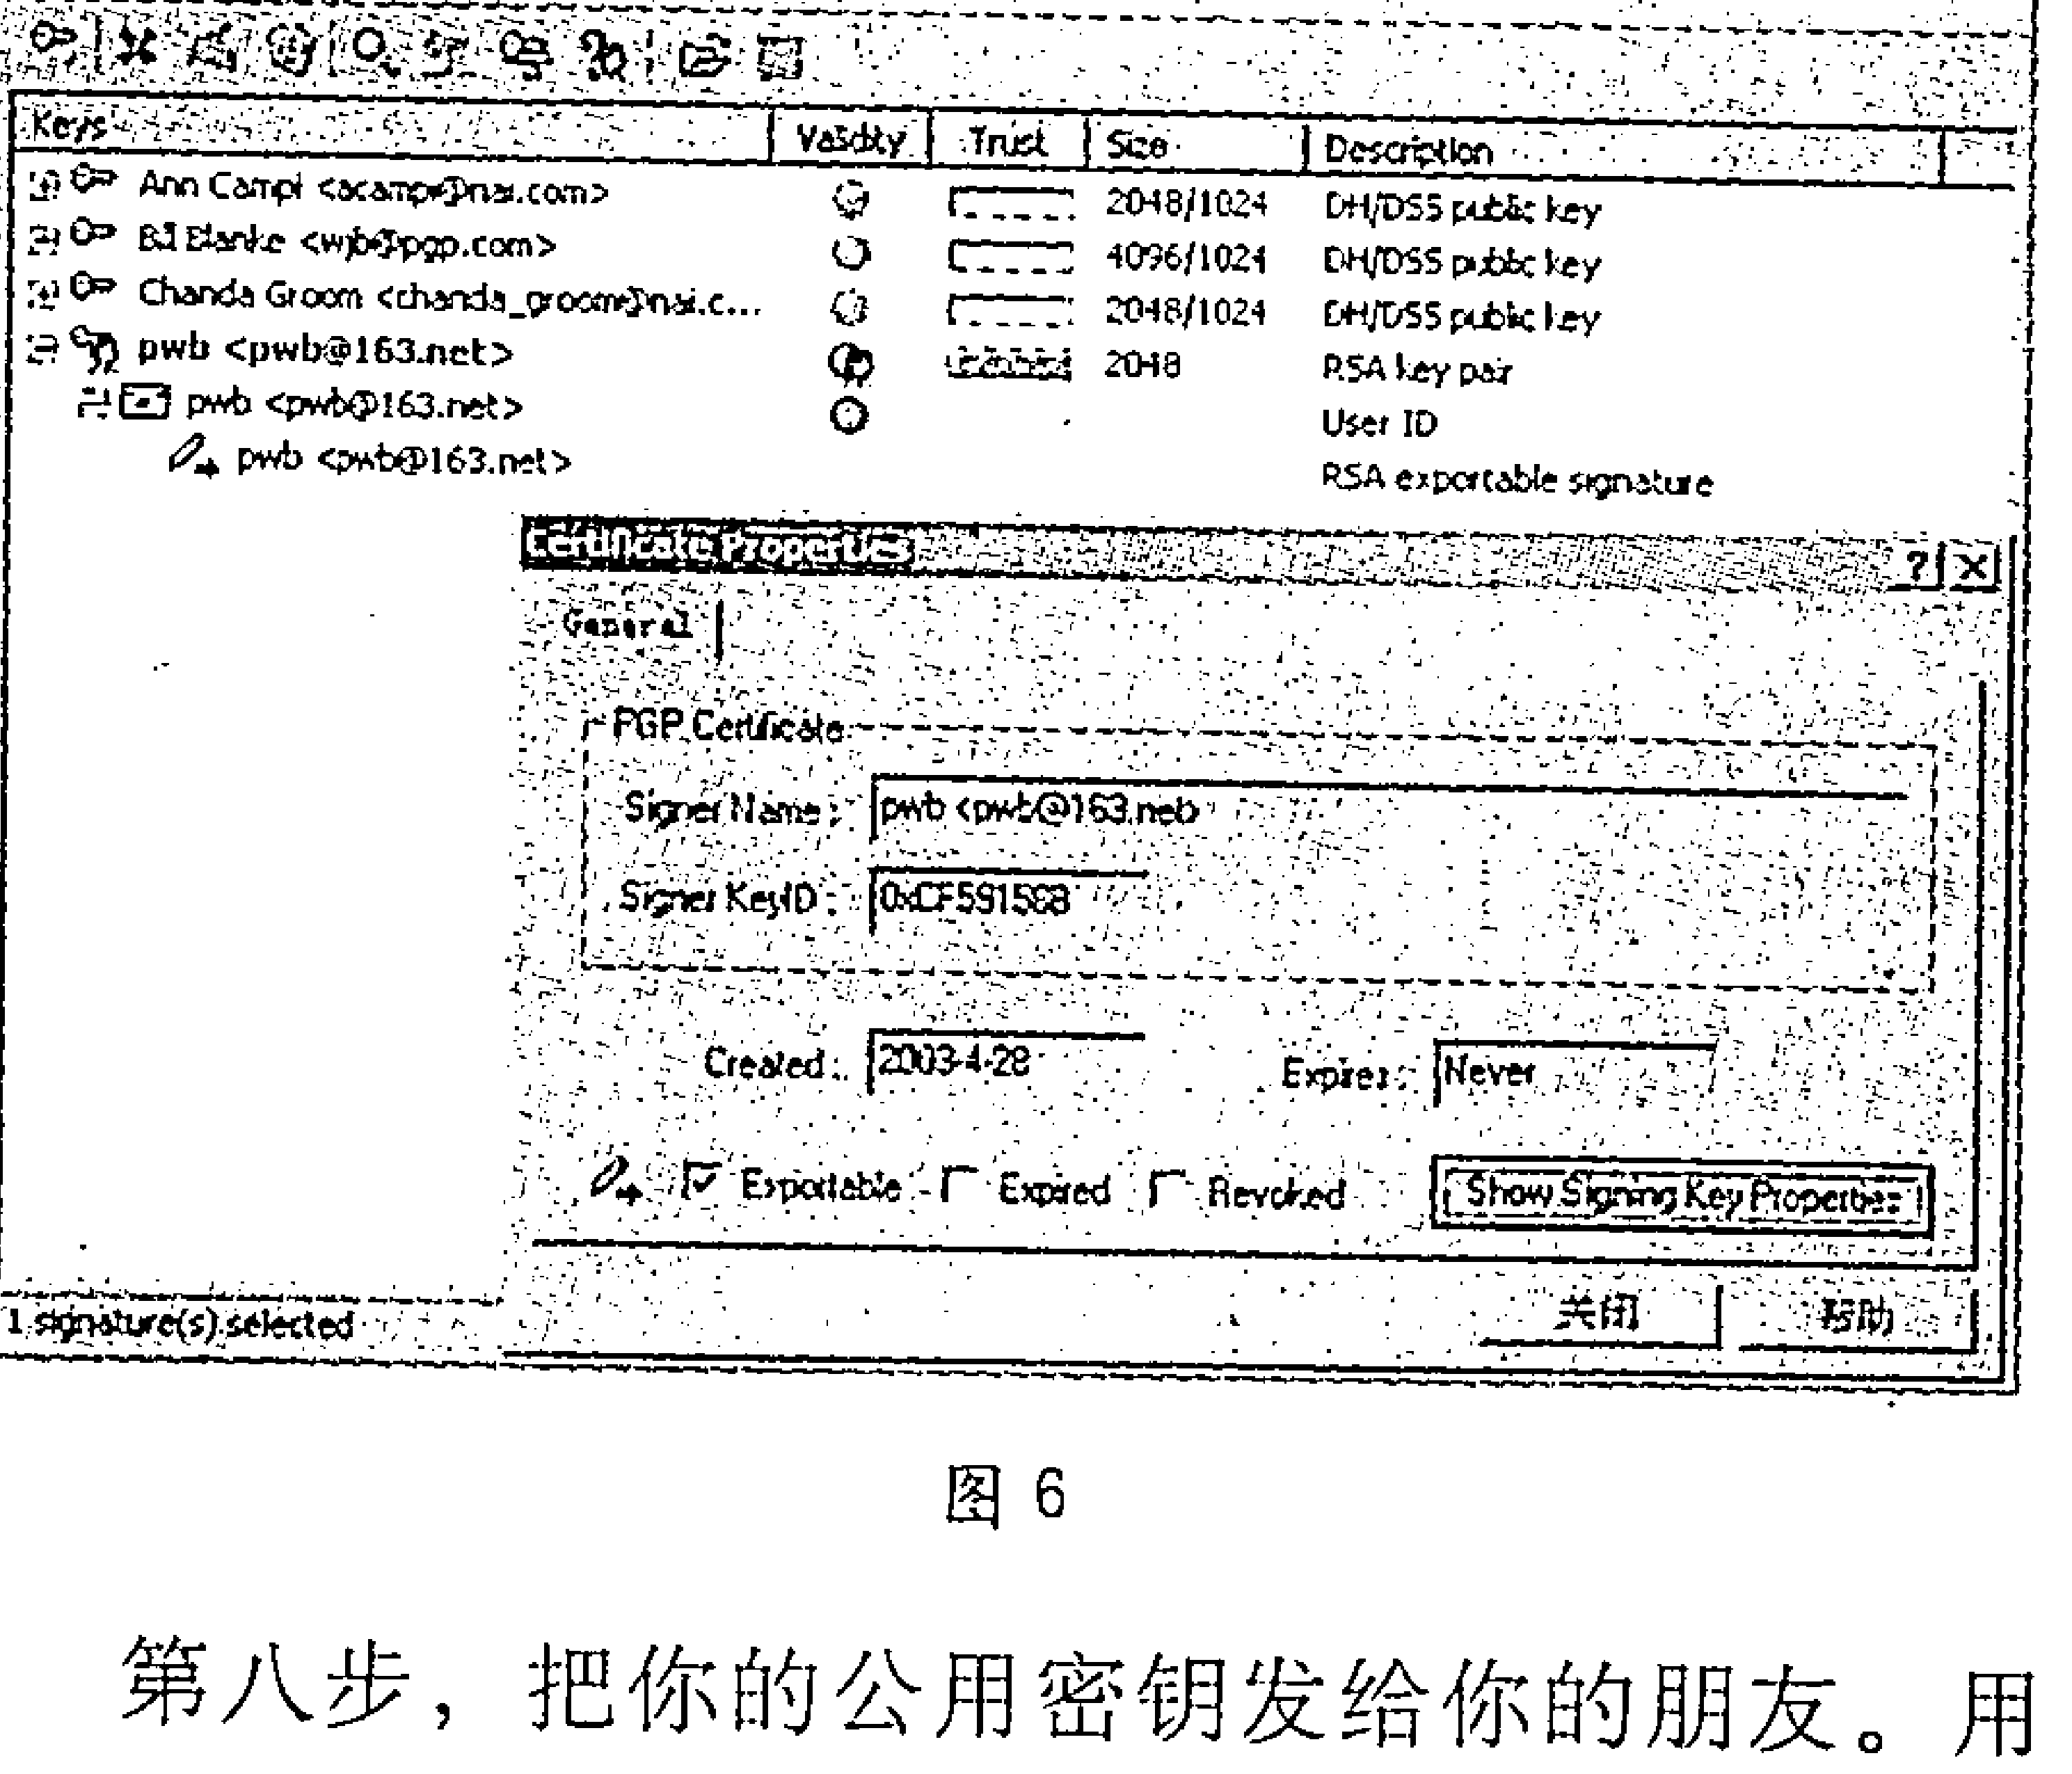 Keys Validity Trust Size Description
Ann Campi <acampi@nai.com> 2048/1024 DH/DSS public key
Bill Blanke <wjb@pgp.com> 4096/1024 DH/DSS public key
Chanda Groom <chanda_groom@nai.c... 2048/1024 DH/DSS public key
pwb <pwb@163.net> 2048 RSA key pair
pwb <pwb@163.net> User ID
pwb <pwb@163.net> RSA exportable signature
Certificate Properties
General
PGP Certificate
Signer Name: pwb <pwb@163.net>
Signer KeyID:
Created: 2003-4-28 Expires: Never
Exportable Expired Revoked Show Signing Key Properties
关闭 帮助
1 signature(s) selected
图 6
第八步，把你的公用密钥发给你的朋友。用